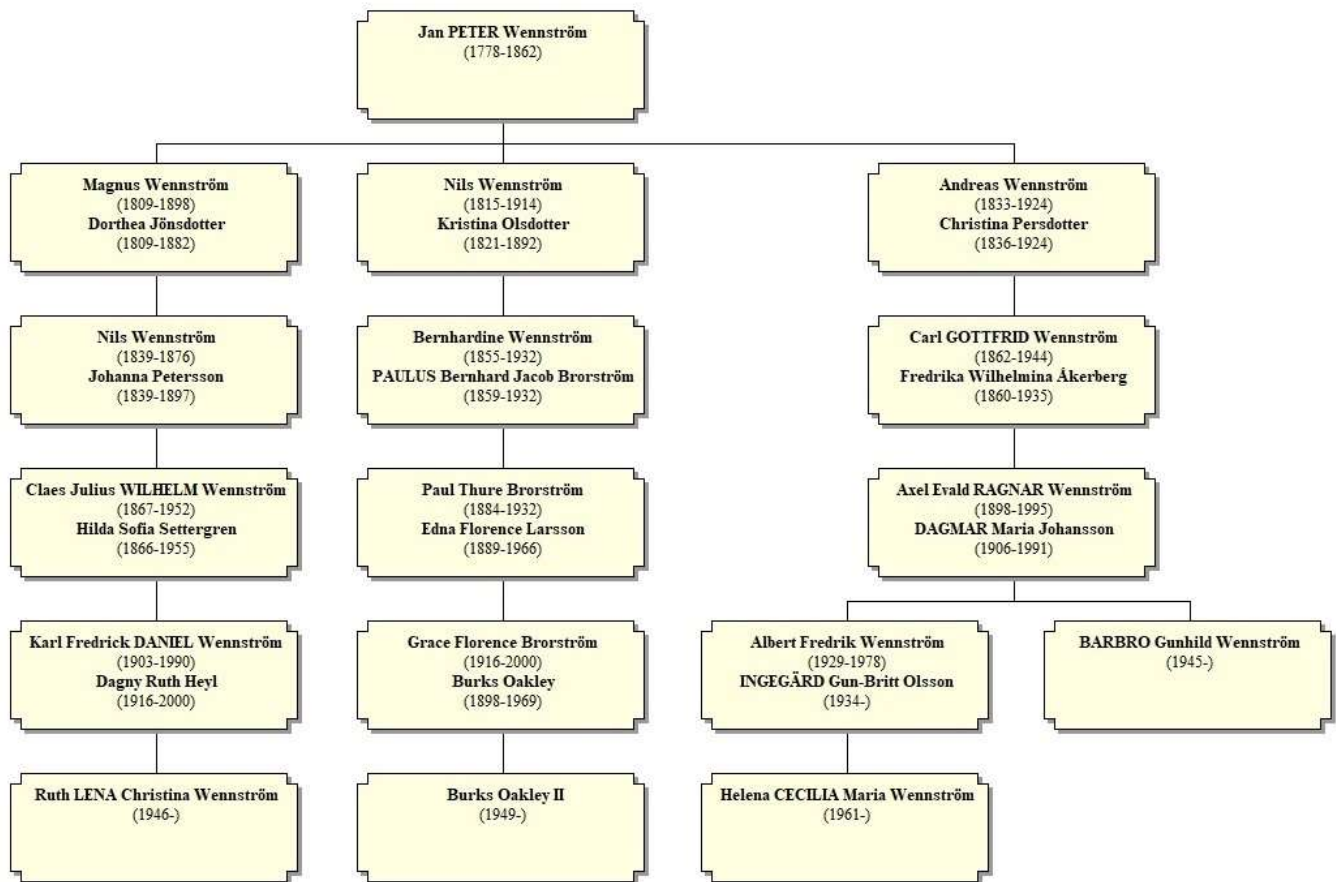 Jan PETER Wennström
(1778-1862)
Magnus Wennström
(1809-1898)
Dorthea Jönsdotter
(1809-1882)
Nils Wennström
(1815-1914)
Kristina Olsdotter
(1821-1892)
Andreas Wennström
(1833-1924)
Christina Persdotter
(1836-1924)
Nils Wennström
(1839-1876)
Johanna Petersson
(1839-1897)
Bernhardine Wennström
(1855-1932)
PAULUS Bernhard Jacob Brorström
(1859-1932)
Carl GOTTFRID Wennström
(1862-1944)
Fredrika Wilhelmina Åkerberg
(1860-1935)
Claes Julius WILHELM Wennström
(1867-1952)
Hilda Sofia Settergren
(1866-1955)
Paul Thure Brorström
(1884-1932)
Edna Florence Larsson
(1889-1966)
Axel Evald RAGNAR Wennström
(1898-1995)
DAGMAR Maria Johansson
(1906-1991)
Karl Fredrick DANIEL Wennström
(1903-1990)
Dagny Ruth Heyl
(1916-2000)
Grace Florence Brorström
(1916-2000)
Burks Oakley
(1898-1969)
Albert Fredrik Wennström
(1929-1978)
INGEGÄRD Gun-Britt Olsson
(1934-)
BARBRO Gunhild Wennström
(1945-)
Ruth LENA Christina Wennström
(1946-)
Burks Oakley II
(1949-)
Helena CECILIA Maria Wennström
(1961-)